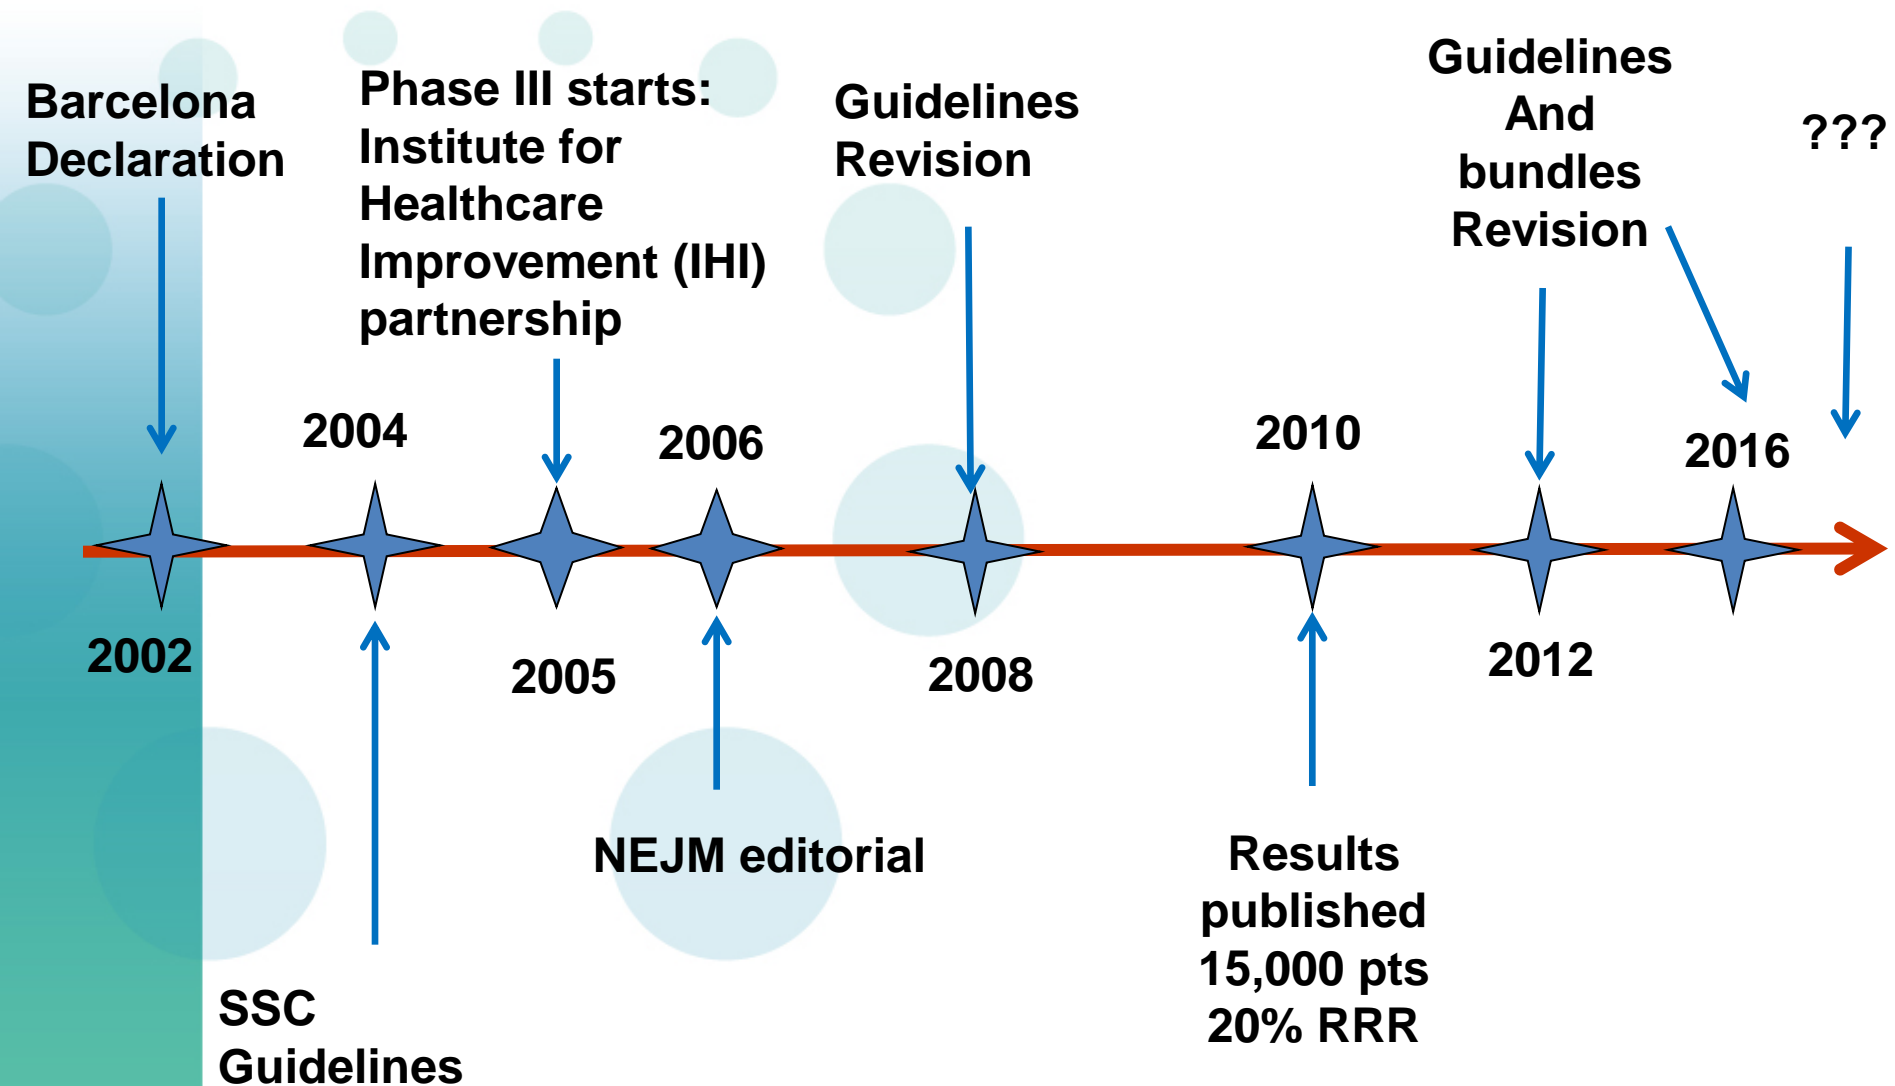 Barcelona
Declaration
Phase III starts:
Institute for
Healthcare
Improvement (IHI)
partnership
Guidelines
Revision
Guidelines
And
bundles
Revision
???
2004
2006
2010
2016
2002
2005
2008
2012
NEJM editorial
Results
published
15,000 pts
20% RRR
SSC
Guidelines